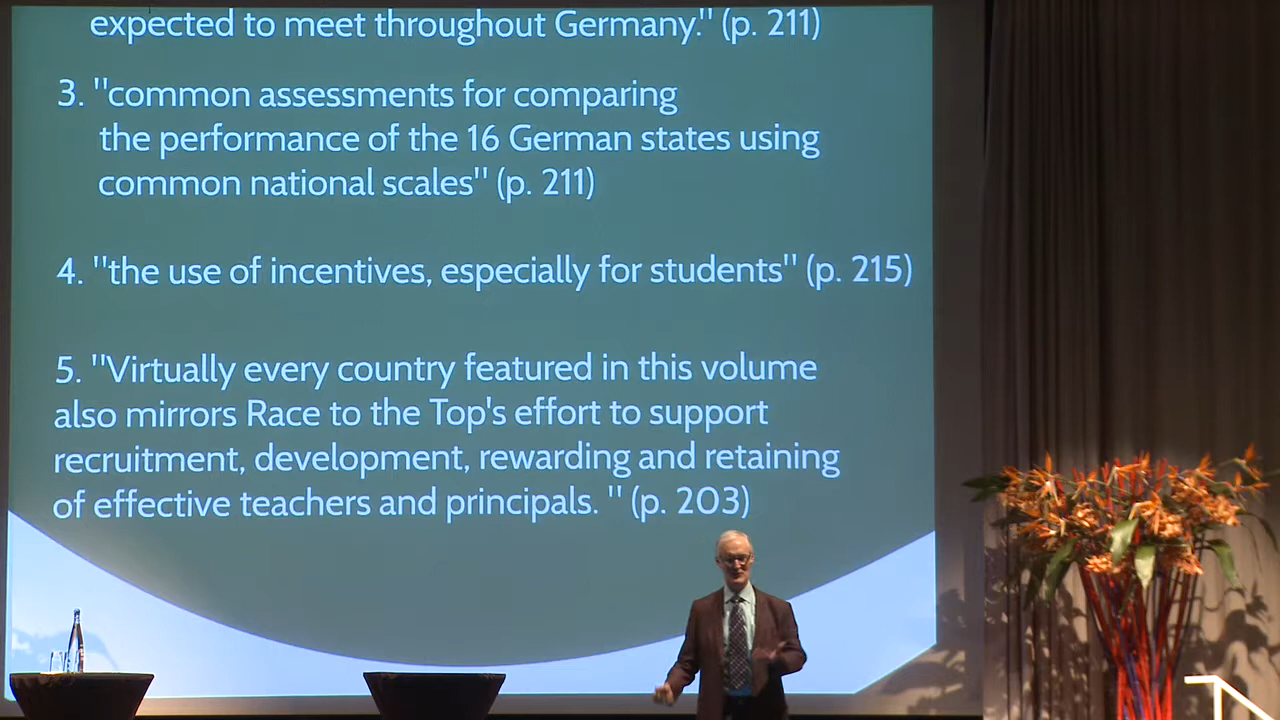 expected to meet throughout Germany." (p. 211)
3. "common assessments for comparing
the performance of the 16 German states using
common national scales" (p. 211)
4. "the use of incentives, especially for students" (p. 215)
5. "Virtually every country featured in this volume
also mirrors Race to the Top's effort to support
recruitment, development, rewarding and retaining
of effective teachers and principals. " (p. 203)